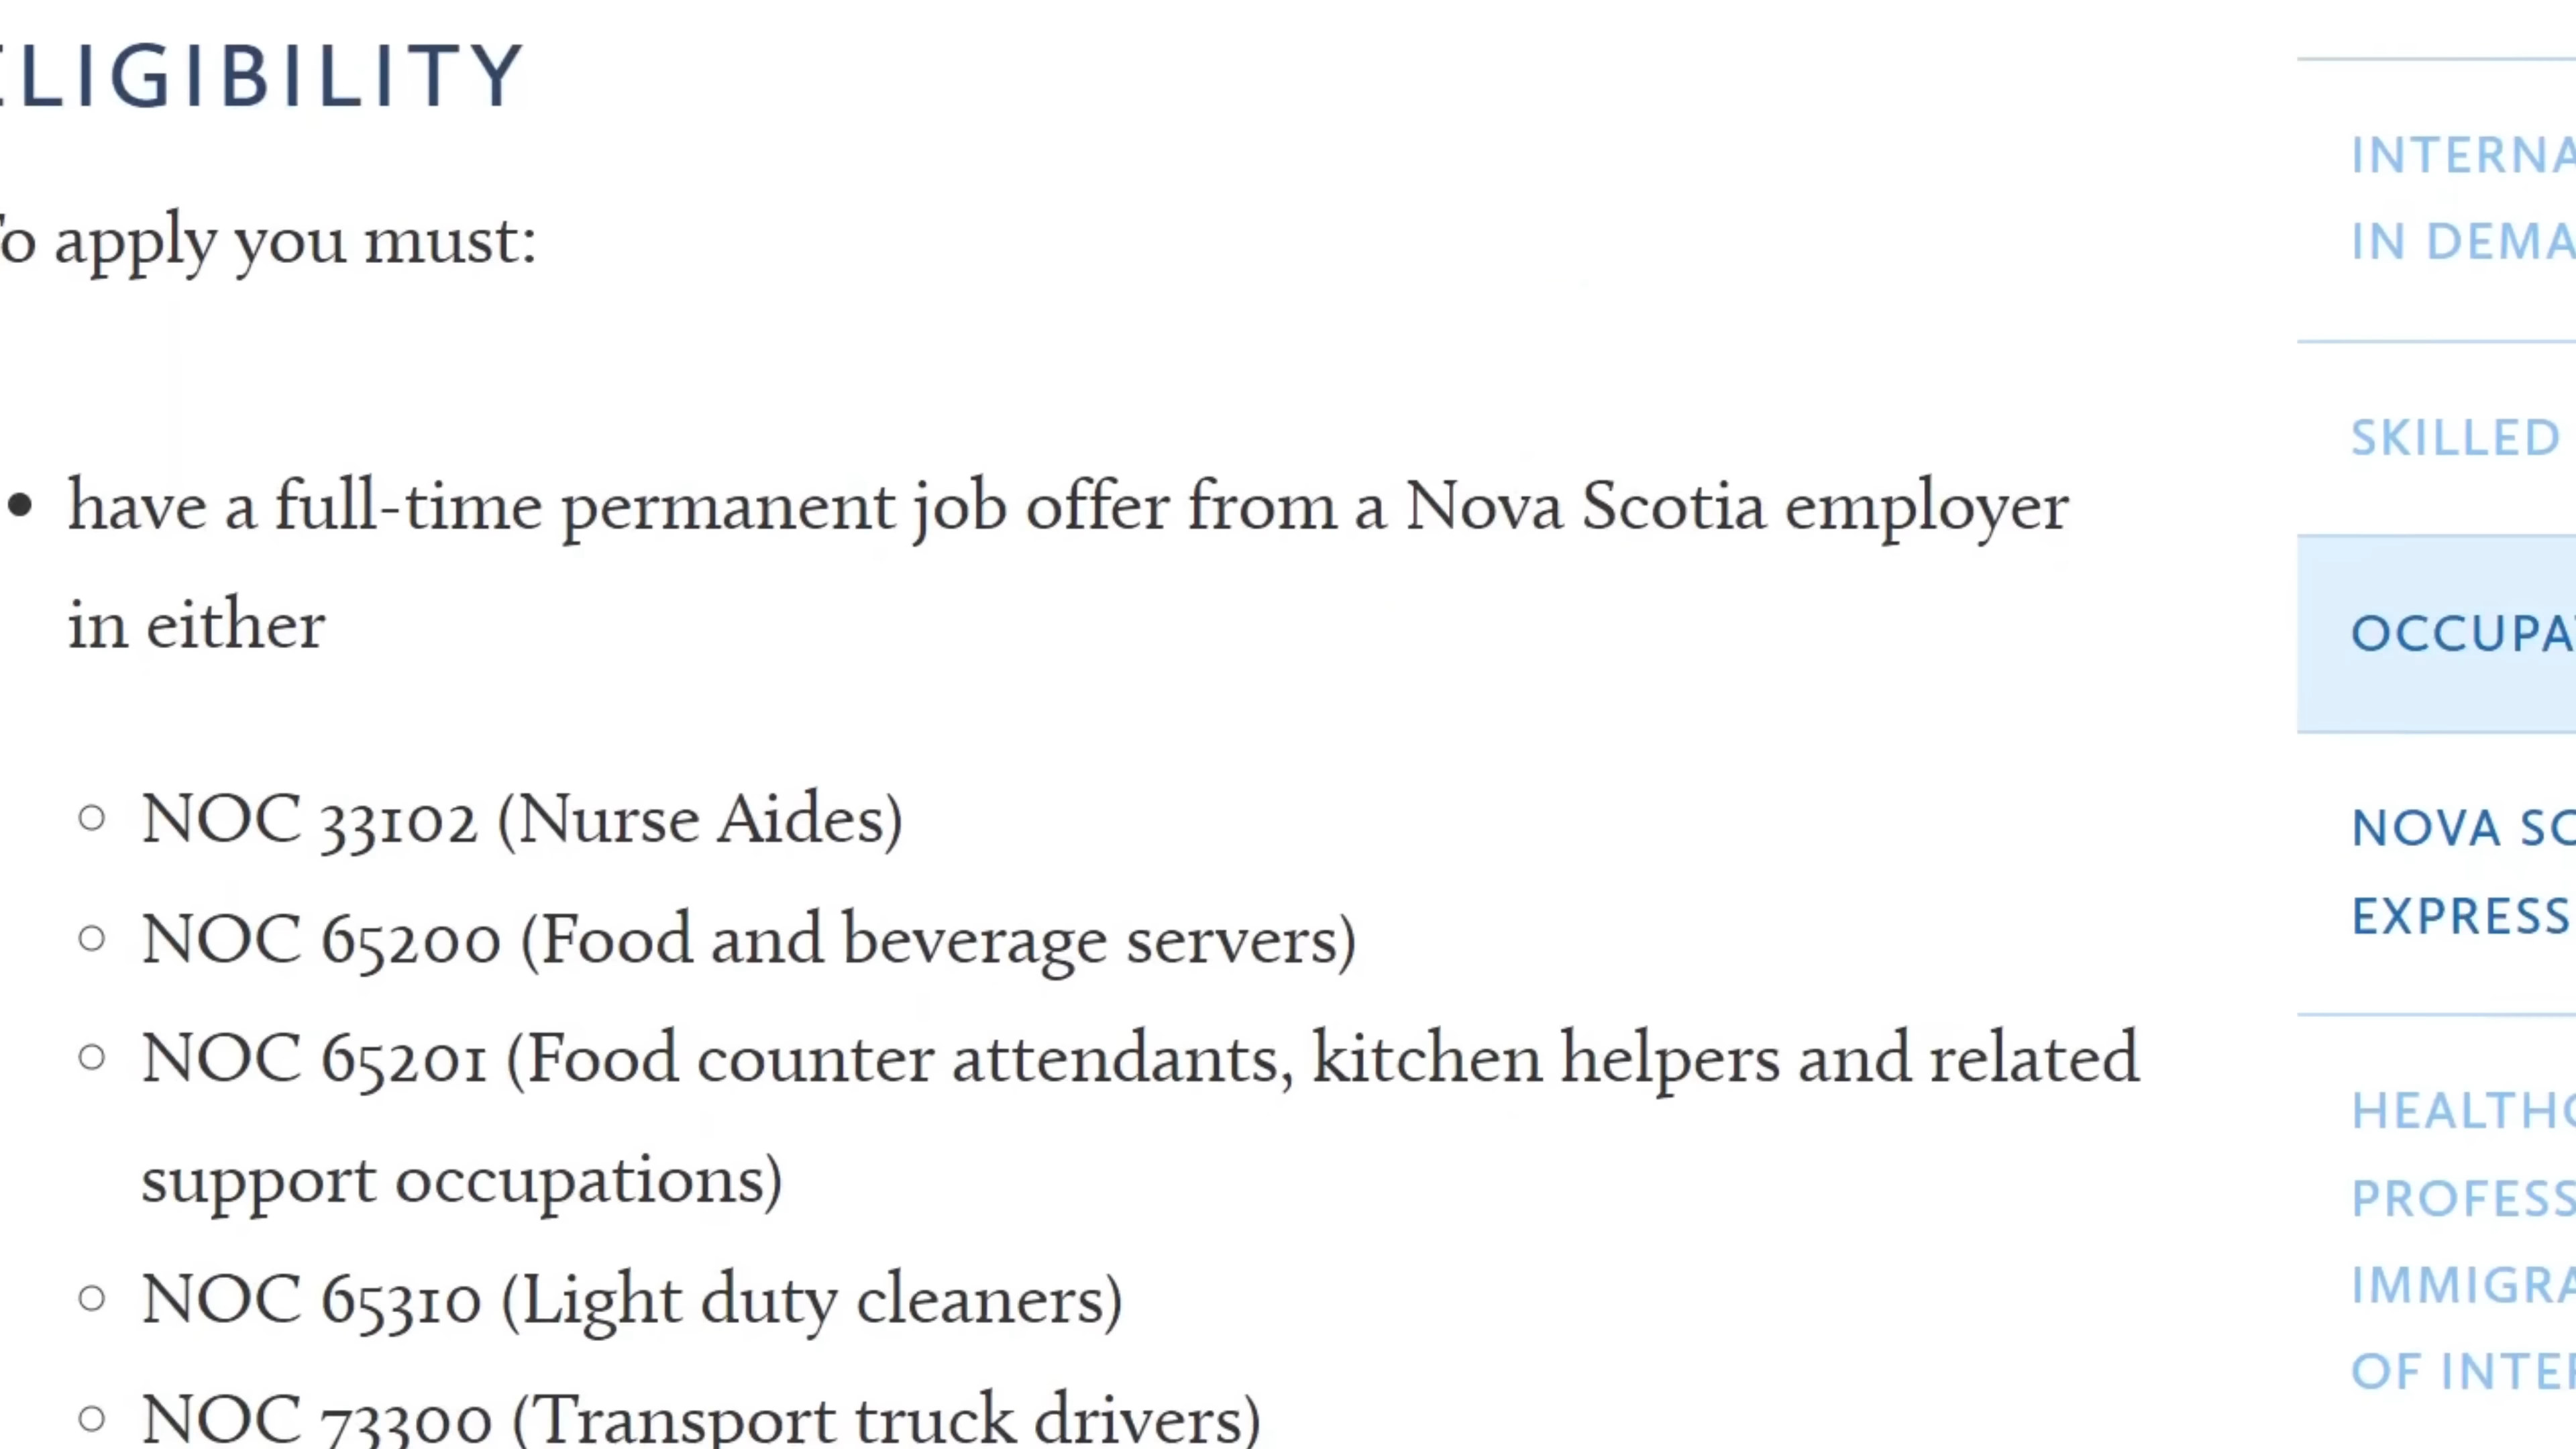 LIGIBILITY
To apply you must:
• have a full-time permanent job offer from a Nova Scotia employer
in either
○ NOC 33102 (Nurse Aides)
○ NOC 65200 (Food and beverage servers)
○ NOC 65201 (Food counter attendants, kitchen helpers and related
support occupations)
○ NOC 65310 (Light duty cleaners)
○ NOC 73300 (Transport truck drivers)
INTERNA
IN DEMA
SKILLED
OCCUPA
NOVA SC
EXPRESS
HEALTHC
PROFESS
IMMIGRA
OF INTER